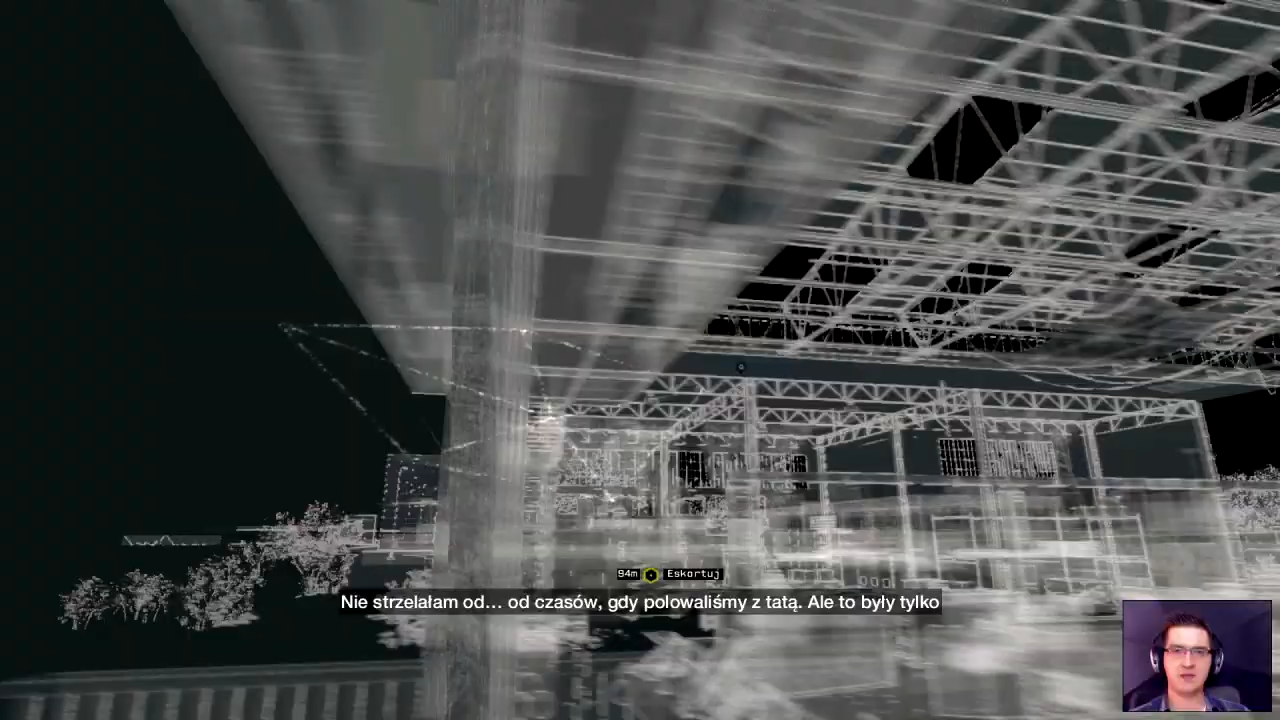 94m Eskortuj
Nie strzelałam od... od czasów, gdy polowaliśmy z tatą. Ale to były tylko